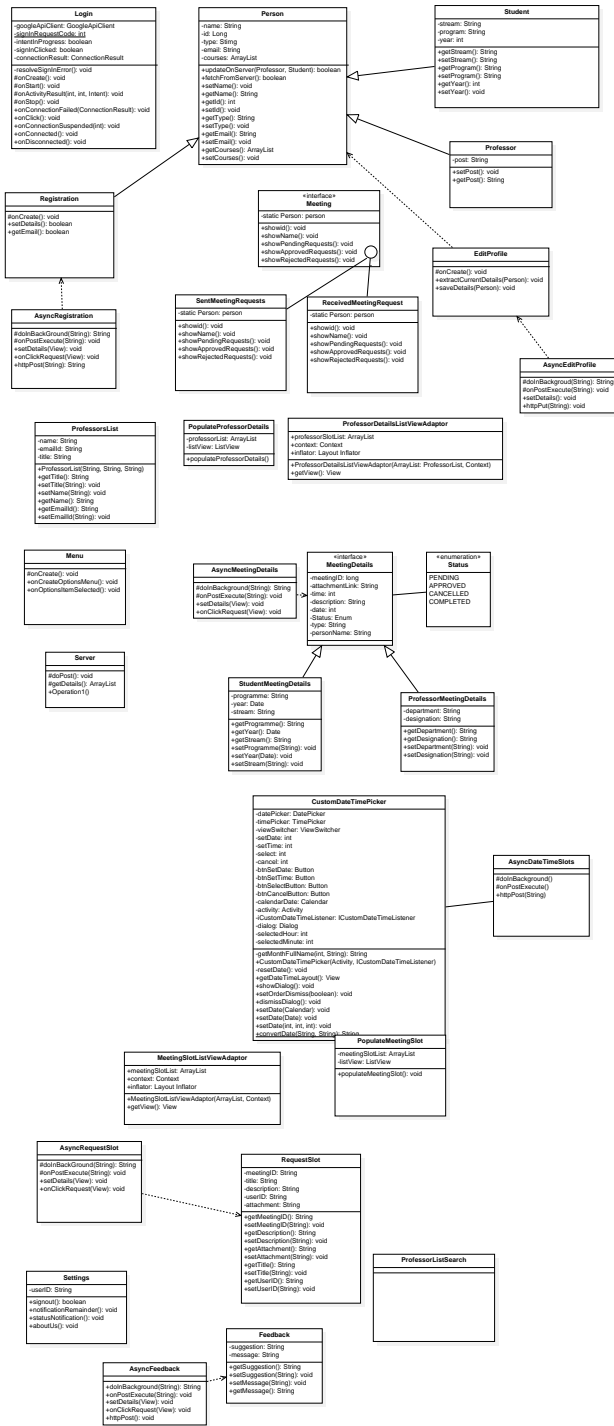 Login
-googleApiClient: GoogleApiClient
-signInRequestCode: int
-intentInProgress: boolean
-signInClicked: boolean
-connectionResult: ConnectionResult
-resolveSignInError(): void
#onCreate(): void
#onStart(): void
#onActivityResult(int, int, Intent): void
#onStop(): void
+onConnectionFailed(ConnectionResult): void
+onClick(): void
+onConnectionSuspended(int): void
+onConnected(): void
+onDisconnected(): void
Person
-name: String
-id: Long
-type: String
-email: String
-courses: ArrayList
+updateOnServer(Professor, Student): boolean
+fetchFromServer(): boolean
+setName(): void
+getName(): String
+getId(): int
+setId(): void
+getType(): String
+setType(): void
+getEmail(): String
+setEmail(): void
+getCourses(): ArrayList
+setCourses(): void
Student
-stream: String
-program: String
-year: int
+getStream(): String
+setStream(): String
+getProgram(): String
+setProgram(): String
+getYear(): int
+setYear(): void
Professor
-post: String
+setPost(): void
+getPost(): String
Registration
#onCreate(): void
+setDetails(): boolean
+getEmail(): boolean
«interface»
Meeting
-static Person: person
+showid(): void
+showName(): void
+showPendingRequests(): void
+showApprovedRequests(): void
+showRejectedRequests(): void
EditProfile
#onCreate(): void
+extractCurrentDetails(Person): void
+saveDetails(Person): void
AsyncRegistration
#doInBackGround(String): String
#onPostExecute(String): void
+setDetails(View): void
+onClickRequest(View): void
+httpPost(String): String
SentMeetingRequests
-static Person: person
+showid(): void
+showName(): void
+showPendingRequests(): void
+showApprovedRequests(): void
+showRejectedRequests(): void
ReceivedMeetingRequest
-static Person: person
+showid(): void
+showName(): void
+showPendingRequests(): void
+showApprovedRequests(): void
+showRejectedRequests(): void
AsyncEditProfile
#doInBackgroud(String): String
#onPostExecute(String): void
+setDetails(): void
+httpPut(String): void
ProfessorsList
-name: String
-emailId: String
-title: String
+ProfessorList(String, String, String)
+getTitle(): String
+setTitle(String): void
+setName(String): void
+getName(): String
+getEmailId(): String
+setEmailId(String): void
PopulateProfessorDetails
-professorList: ArrayList
-listView: ListView
+populateProfessorDetails()
ProfessorDetailsListViewAdaptor
+professorSlotList: ArrayList
+context: Context
+inflator: Layout Inflator
+ProfessorDetailsListViewAdaptor(ArrayList: ProfessorList, Context)
+getView(): View
Menu
#onCreate(): void
+onCreateOptionsMenu(): void
+onOptionsItemSelected(): void
AsyncMeetingDetails
#doInBackground(String): String
#onPostExecute(String): void
+setDetails(View): void
+onClickRequest(View): void
«interface»
MeetingDetails
-meetingID: long
-attachmentLink: String
-time: int
-description: String
-date: int
-Status: Enum
-type: String
-personName: String
«enumeration»
Status
PENDING
APPROVED
CANCELLED
COMPLETED
Server
#doPost(): void
#getDetails(): ArrayList
+Operation1()
StudentMeetingDetails
-programme: String
-year: Date
-stream: String
+getProgramme(): String
+getYear(): Date
+getStream(): String
+setProgramme(String): void
+setYear(Date): void
+setStream(String): void
ProfessorMeetingDetails
-department: String
-designation: String
+getDepartment(): String
+getDesignation(): String
+setDepartment(String): void
+setDesignation(String): void
CustomDateTimePicker
-datePicker: DatePicker
-timePicker: TimePicker
-viewSwitcher: ViewSwitcher
-setDate: int
-setTime: int
-select: int
-cancel: int
-btnSetDate: Button
-btnSetTime: Button
-btnSelectButton: Button
-btnCancelButton: Button
-calendarDate: Calendar
-activity: Activity
-iCustomDateTimeListener: ICustomDateTimeListener
-dialog: Dialog
-selectedHour: int
-selectedMinute: int
-getMonthFullName(int, String): String
+CustomDateTimePicker(Activity, ICustomDateTimeListener)
-resetDate(): void
+getDateTimeLayout(): View
+showDialog(): void
+setOrderDismiss(boolean): void
+dismissDialog(): void
+setDate(Calendar): void
+setDate(Date): void
+setDate(int, int, int): void
+convertDate(String, String): String
AsyncDateTimeSlots
#doInBackground()
#onPostExecute()
+httpPost(String)
PopulateMeetingSlot
-meetingSlotList: ArrayList
-listView: ListView
+populateMeetingSlot(): void
MeetingSlotListViewAdaptor
+meetingSlotList: ArrayList
+context: Context
+inflator: Layout Inflator
+MeetingSlotListViewAdaptor(ArrayList, Context)
+getView(): View
AsyncRequestSlot
#doInBackGround(String): String
#onPostExecute(String): void
+setDetails(View): void
+onClickRequest(View): void
RequestSlot
-meetingID: String
-title: String
-description: String
-userID: String
-attachment: String
+getMeetingID(): String
+setMeetingID(String): void
+getDescription(): String
+setDescription(String): void
+getAttachment(): String
+setAttachment(String): void
+getTitle(): String
+setTitle(String): void
+getUserID(): String
+setUserID(String): void
ProfessorListSearch
Settings
-userID: String
+signout(): boolean
+notificationRemainder(): void
+statusNotification(): void
+aboutUs(): void
Feedback
-suggestion: String
-message: String
+getSuggestion(): String
+setSuggestion(String): void
+setMessage(String): void
+getMessage(): String
AsyncFeedback
+doInBackground(String): String
+onPostExecute(String): void
+setDetails(View): void
+onClickRequest(View): void
+httpPost(): void